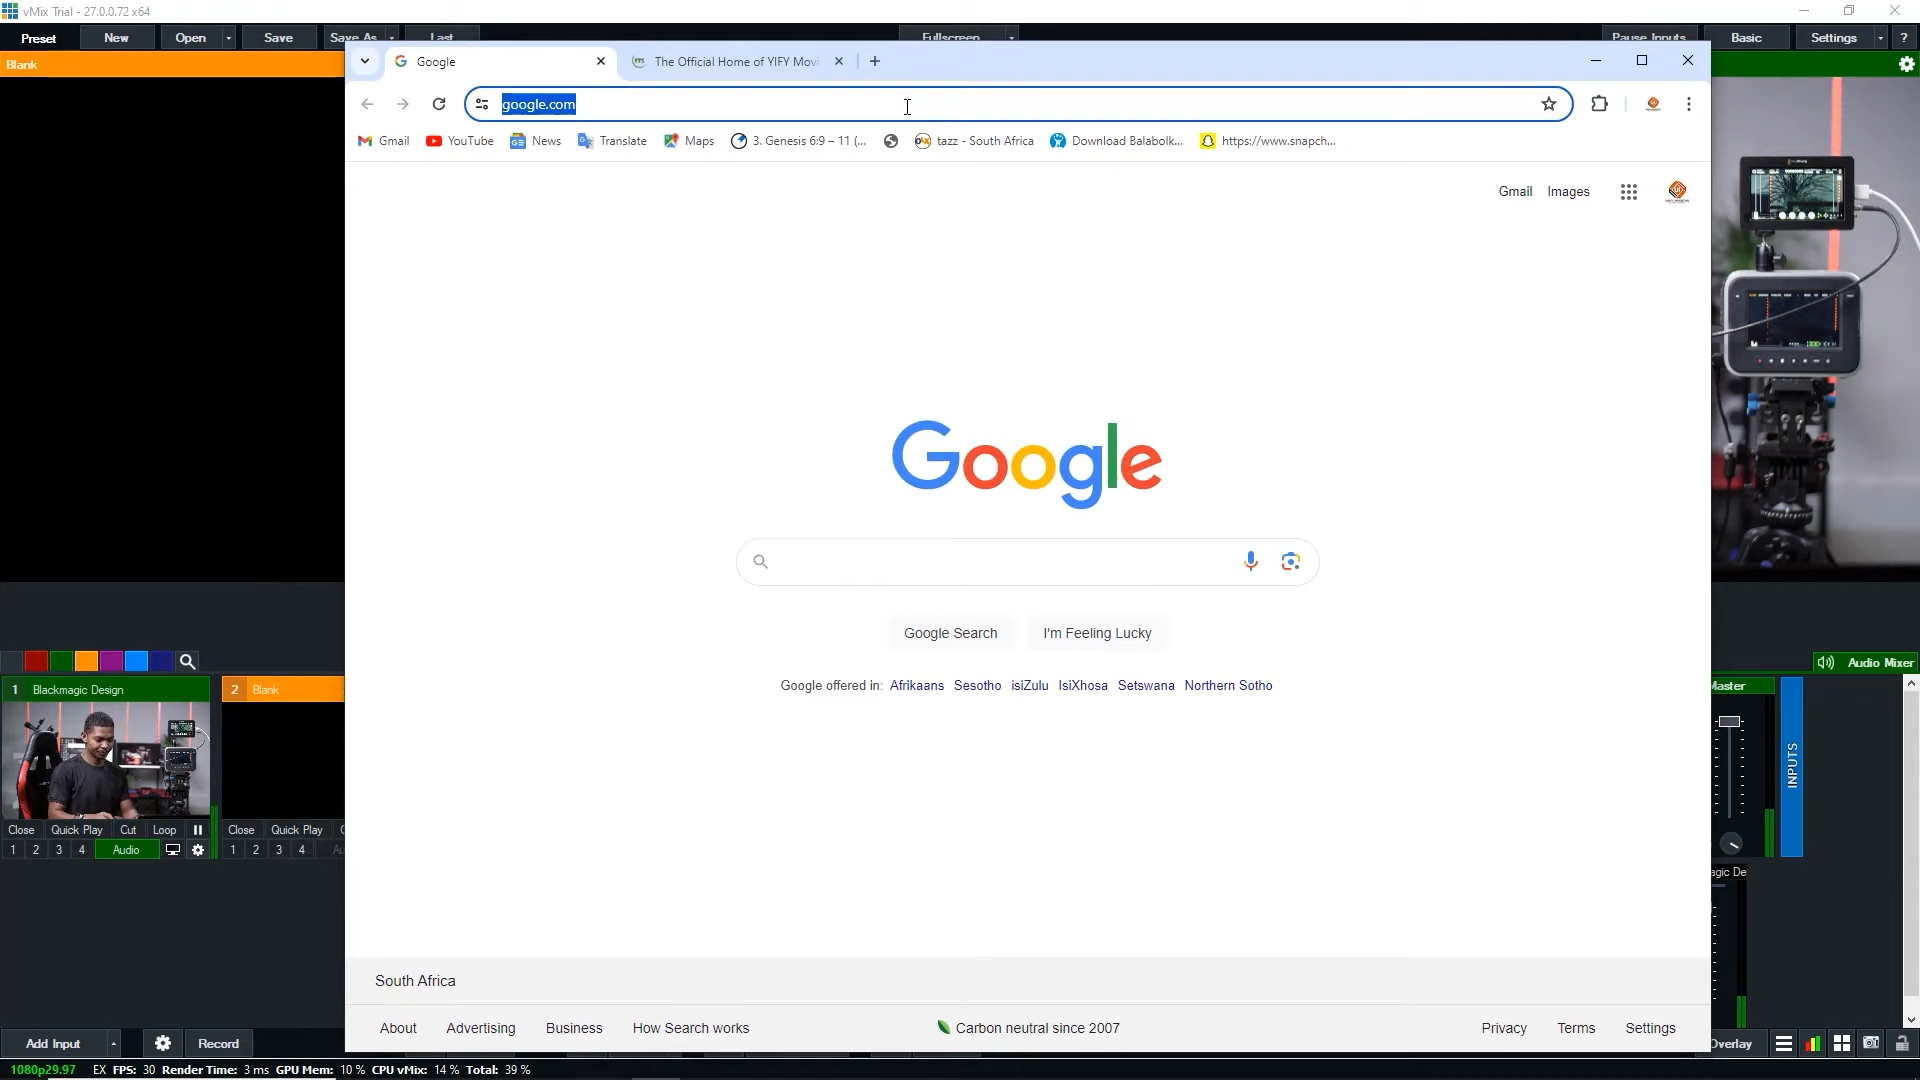 vMix Trial - 27.0.0.72 x64
Preset
New
Open
Save
Save As
Last
Fullscreen
Pause Inputs
Basic
Settings
?
Blank
Google
The Official Home of YIFY Movi
google.com
Gmail
YouTube
News
Translate
Maps
3. Genesis 6:9 – 11 (...
tazz - South Africa
Download Balabolk...
https://www.snapch...
Gmail
Images
Google
Google Search
I'm Feeling Lucky
Google offered in: Afrikaans Sesotho isiZulu IsiXhosa Setswana Northern Sotho
Audio Mixer
1 Blackmagic Design
2 Blank
Master
INPUTS
Close
Quick Play
Cut
Loop
Close
Quick Play
1 2 3 4 Audio
1 2 3 4
agic De
South Africa
About
Advertising
Business
How Search works
Carbon neutral since 2007
Privacy
Terms
Settings
Add Input
Record
Overlay
1080p29.97 EX FPS: 30 Render Time: 3 ms GPU Mem: 10 % CPU vMix: 14 % Total: 39 %